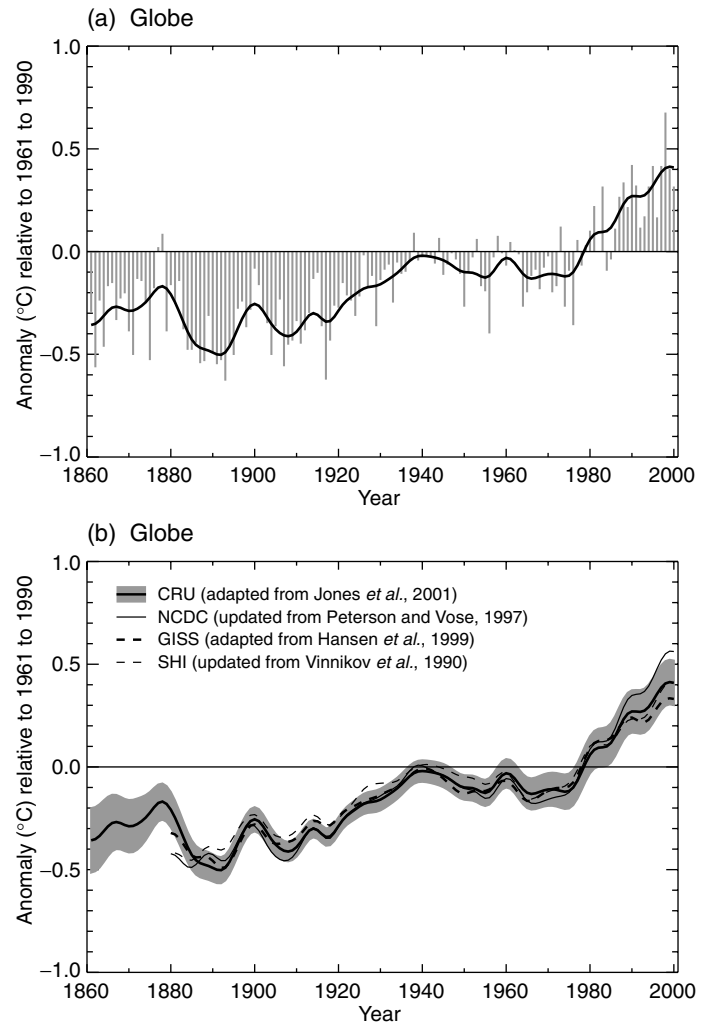 (a) Globe
Anomaly (°C) relative to 1961 to 1990
1.0
0.5
0.0
−0.5
−1.0
1860 1880 1900 1920 1940 1960 1980 2000
Year
(b) Globe
Anomaly (°C) relative to 1961 to 1990
1.0
CRU (adapted from Jones et al., 2001)
NCDC (updated from Peterson and Vose, 1997)
GISS (adapted from Hansen et al., 1999)
SHI (updated from Vinnikov et al., 1990)
0.5
0.0
−0.5
−1.0
1860 1880 1900 1920 1940 1960 1980 2000
Year